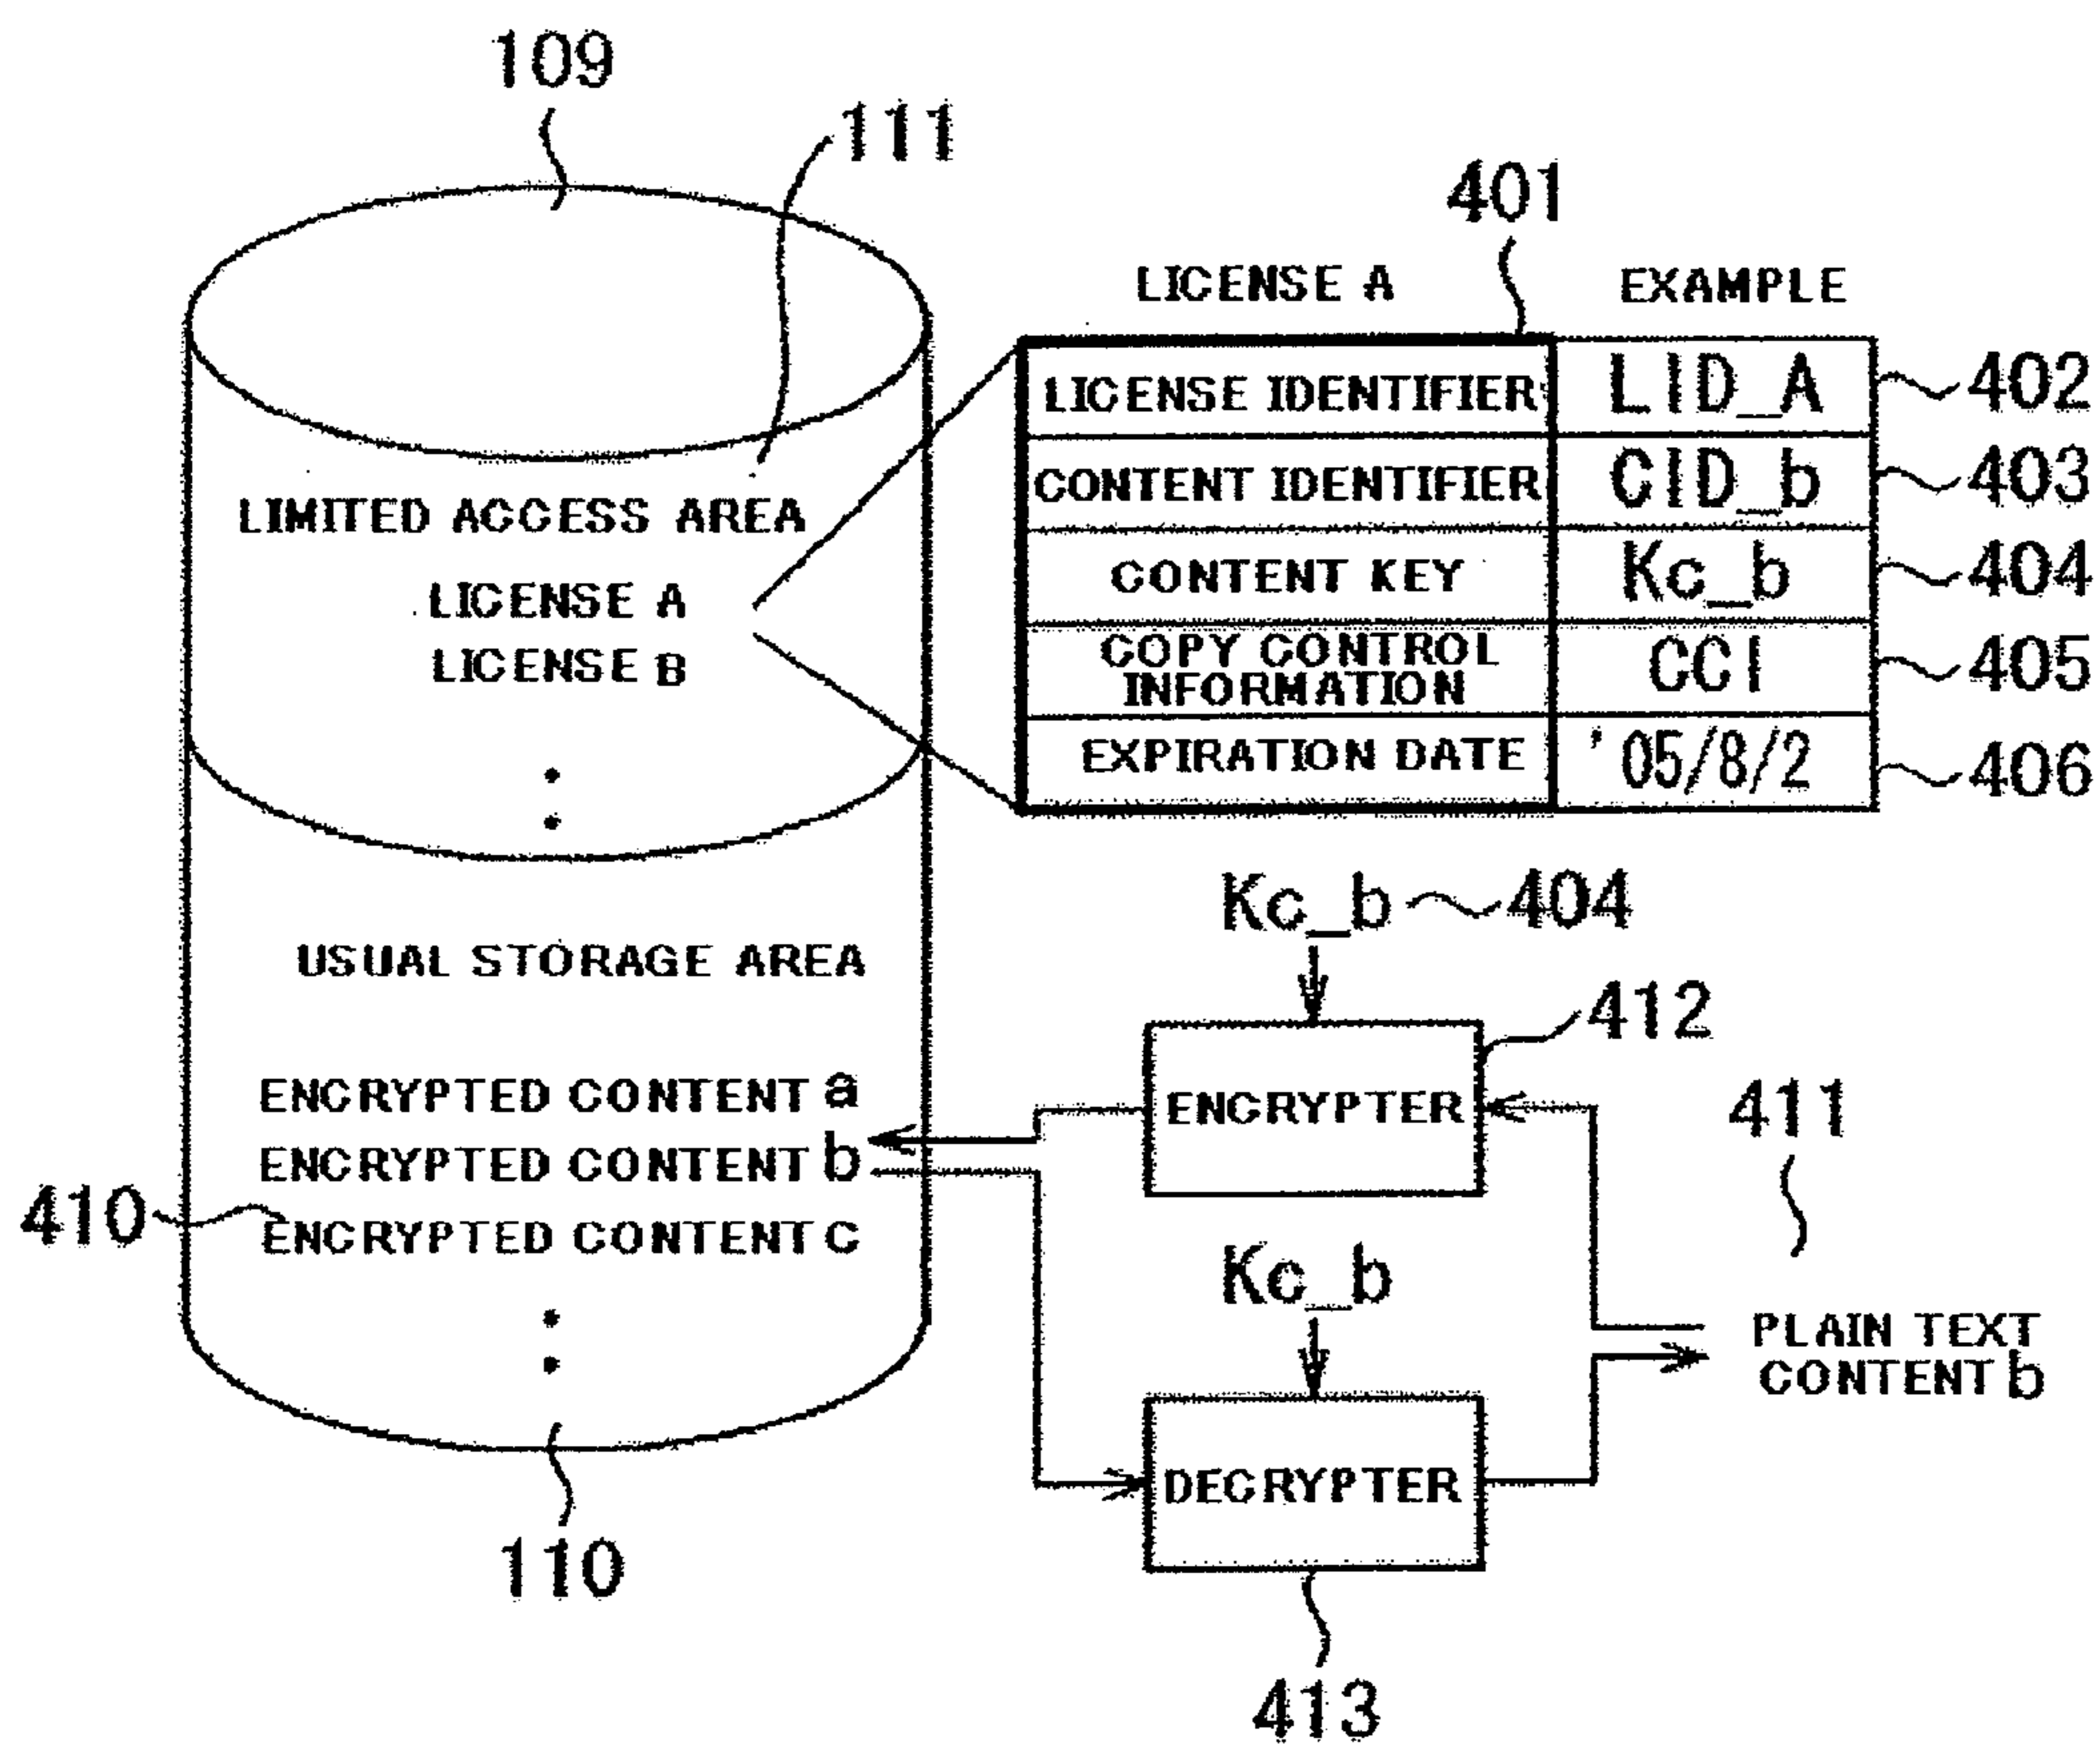 109
111
401
LICENSE A EXAMPLE
LICENSE IDENTIFIER LID_A 402
CONTENT IDENTIFIER CID_b 403
CONTENT KEY Kc_b 404
COPY CONTROL
INFORMATION CCI 405
EXPIRATION DATE '05/8/2 406
LIMITED ACCESS AREA
LICENSE A
LICENSE B
USUAL STORAGE AREA
ENCRYPTED CONTENT a
ENCRYPTED CONTENT b
410
ENCRYPTED CONTENT c
110
Kc_b 404
412
ENCRYPTER
411
Kc_b
PLAIN TEXT
CONTENT b
DECRYPTER
413